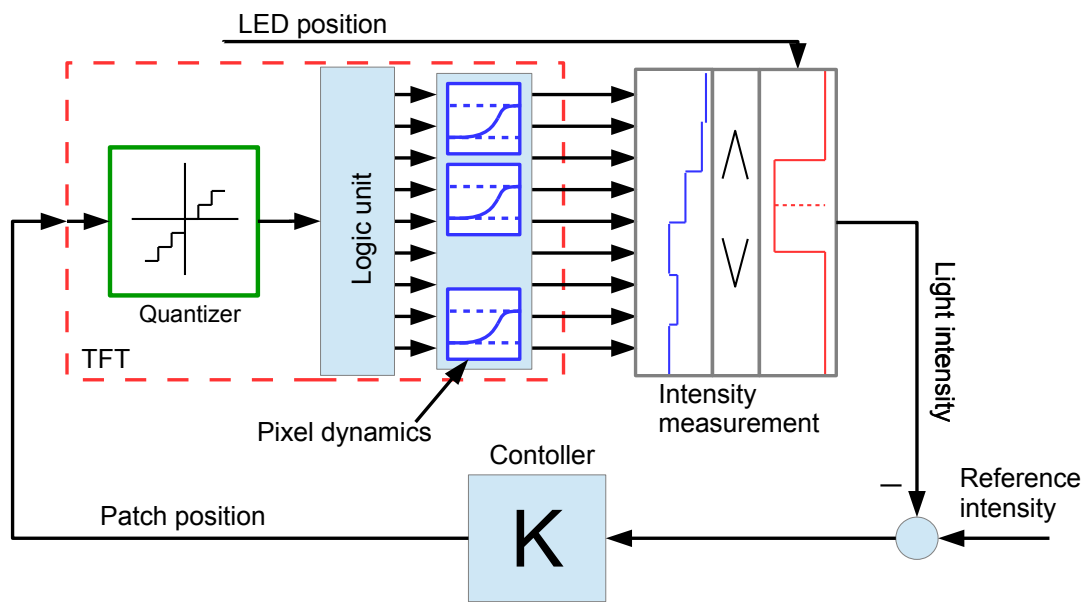 LED position
Logic unit
Quantizer
TFT
Pixel dynamics
Intensity
measurement
Light intensity
Contoller
K
Patch position
Reference
intensity